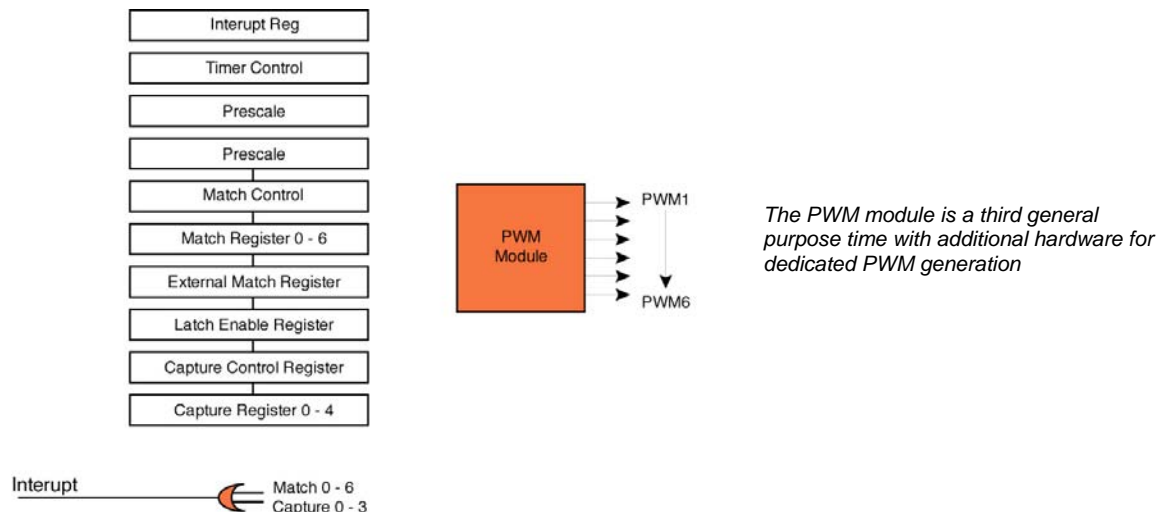 Interupt Reg
Timer Control
Prescale
Prescale
Match Control
Match Register 0 - 6
External Match Register
Latch Enable Register
Capture Control Register
Capture Register 0 - 4
PWM
Module
PWM1
PWM6
The PWM module is a third general
purpose time with additional hardware for
dedicated PWM generation
Interupt
Match 0 - 6
Capture 0 - 3